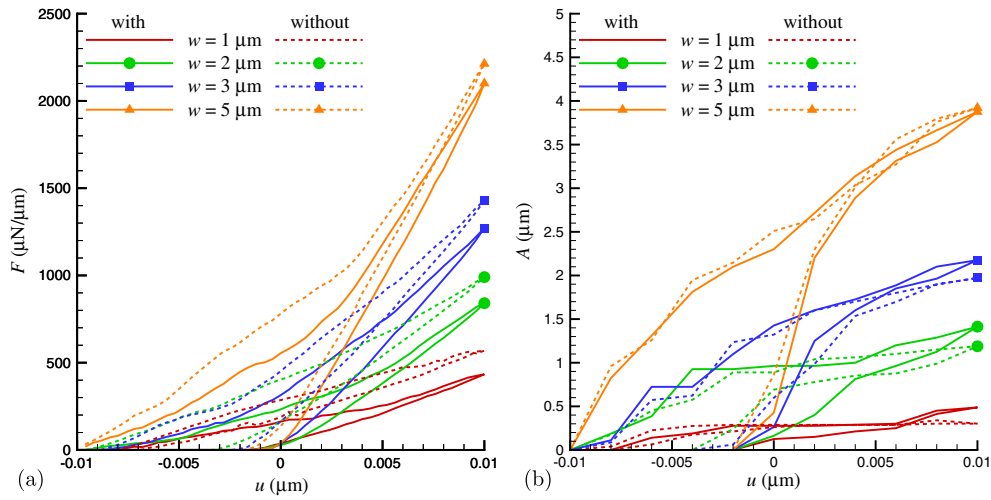 with without
w = 1 μm
w = 2 μm
w = 3 μm
w = 5 μm
2500
2000
1500
1000
500
0
F (μN/μm)
-0.01 -0.005 0 0.005 0.01
u (μm)
(a)
with without
w = 1 μm
w = 2 μm
w = 3 μm
w = 5 μm
5
4.5
4
3.5
3
2.5
2
1.5
1
0.5
0
A (μm)
-0.01 -0.005 0 0.005 0.01
u (μm)
(b)